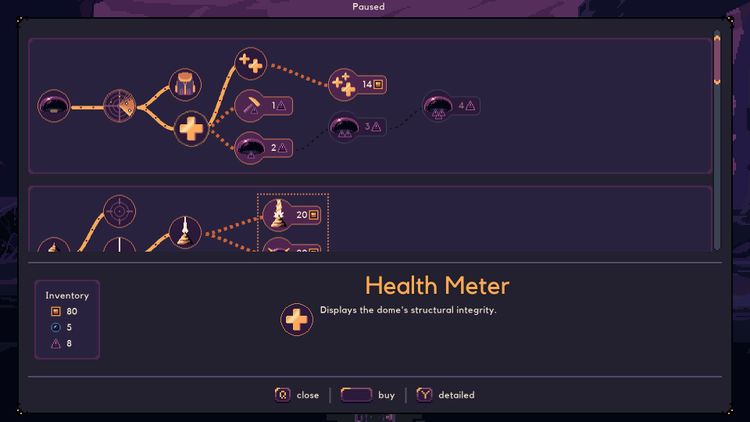 Paused
14
1
4
3
2
20
Health Meter
Displays the dome's structural integrity.
Inventory
80
5
8
Q close
buy
Y detailed